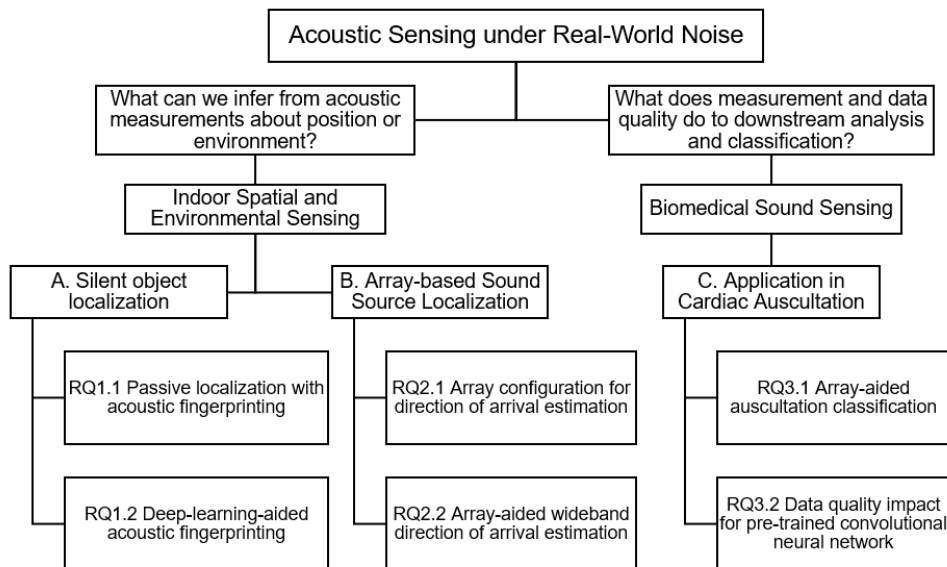 Acoustic Sensing under Real-World Noise
What can we infer from acoustic
measurements about position or
environment?
What does measurement and data
quality do to downstream analysis
and classification?
Indoor Spatial and
Environmental Sensing
Biomedical Sound Sensing
A. Silent object
localization
B. Array-based Sound
Source Localization
C. Application in
Cardiac Auscultation
RQ1.1 Passive localization with
acoustic fingerprinting
RQ2.1 Array configuration for
direction of arrival estimation
RQ3.1 Array-aided
auscultation classification
RQ1.2 Deep-learning-aided
acoustic fingerprinting
RQ2.2 Array-aided wideband
direction of arrival estimation
RQ3.2 Data quality impact
for pre-trained convolutional
neural network